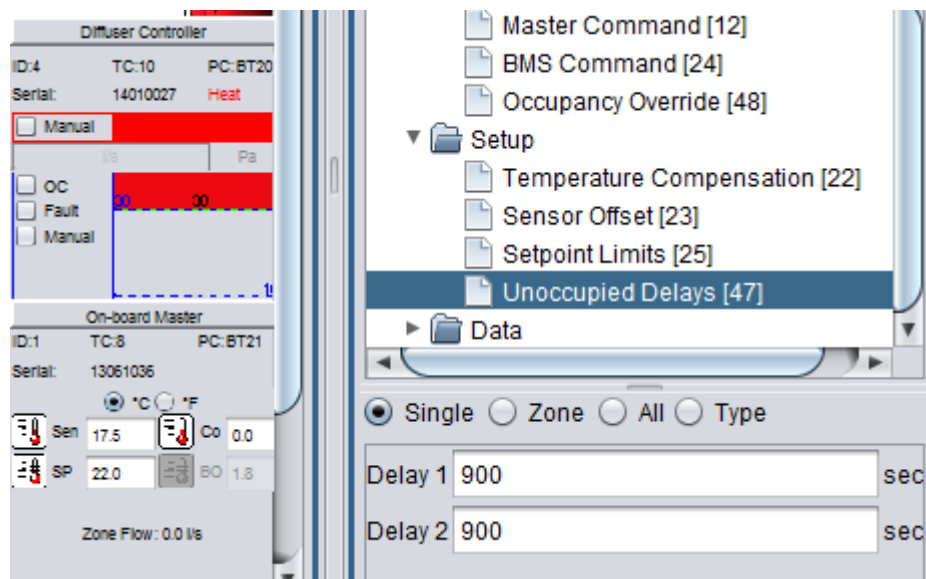 Diffuser Controller
ID:4 TC:10 PC:BT20
Serial: 14010027 Heat
Manual
l/s Pa
OC
Fault
Manual
30 30
On-board Master
ID:1 TC:8 PC:BT21
Serial: 13061036
°C °F
Sen 17.5 Co 0.0
SP 22.0 BO 1.8
Zone Flow: 0.0 l/s
Master Command [12]
BMS Command [24]
Occupancy Override [48]
Setup
Temperature Compensation [22]
Sensor Offset [23]
Setpoint Limits [25]
Unoccupied Delays [47]
Data
Single Zone All Type
Delay 1 900 sec
Delay 2 900 sec